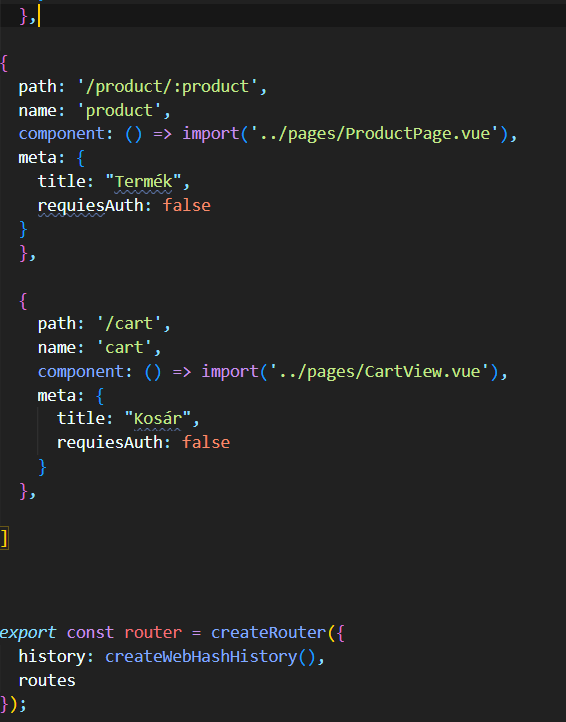 },
{
path: '/product/:product',
name: 'product',
component: () => import('../pages/ProductPage.vue'),
meta: {
title: "Termék",
requiesAuth: false
}
},
{
path: '/cart',
name: 'cart',
component: () => import('../pages/CartView.vue'),
meta: {
title: "Kosár",
requiesAuth: false
}
},
]
export const router = createRouter({
history: createWebHashHistory(),
routes
});